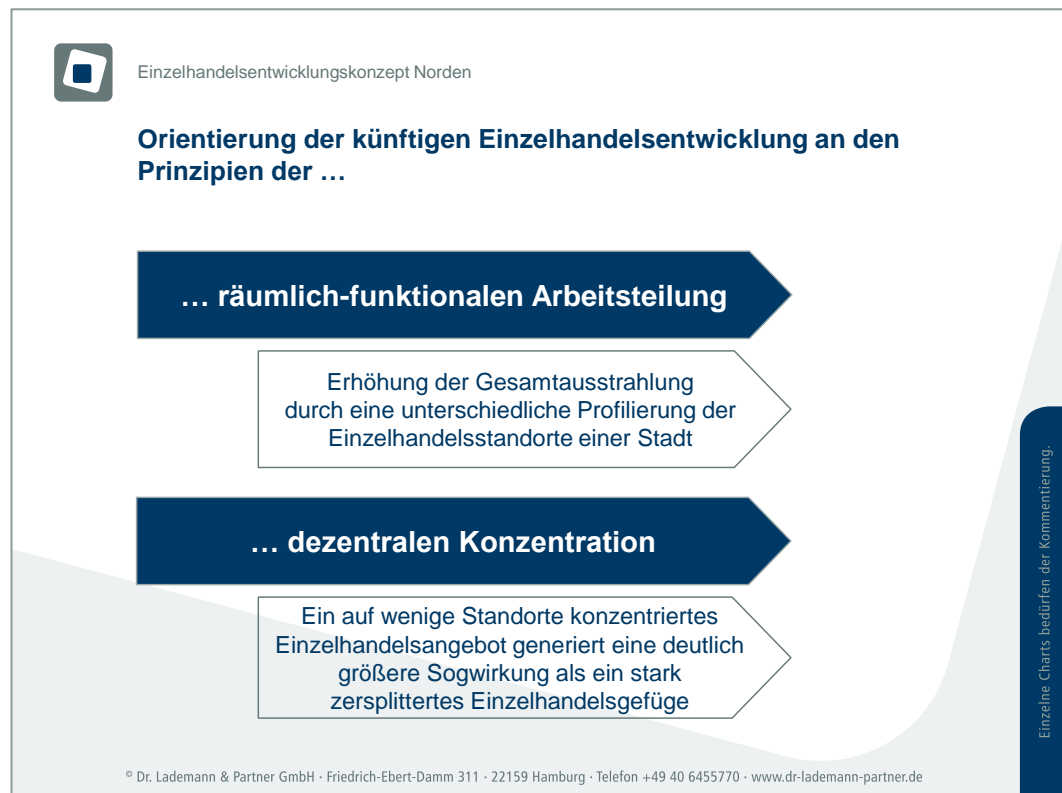 Einzelhandelsentwicklungskonzept Norden
Orientierung der künftigen Einzelhandelsentwicklung an den
Prinzipien der …
… räumlich-funktionalen Arbeitsteilung
Erhöhung der Gesamtausstrahlung
durch eine unterschiedliche Profilierung der
Einzelhandelsstandorte einer Stadt
… dezentralen Konzentration
Ein auf wenige Standorte konzentriertes
Einzelhandelsangebot generiert eine deutlich
größere Sogwirkung als ein stark
zersplittertes Einzelhandelsgefüge
Einzelne Charts bedürfen der Kommentierung.
© Dr. Lademann & Partner GmbH · Friedrich-Ebert-Damm 311 · 22159 Hamburg · Telefon +49 40 6455770 · www.dr-lademann-partner.de